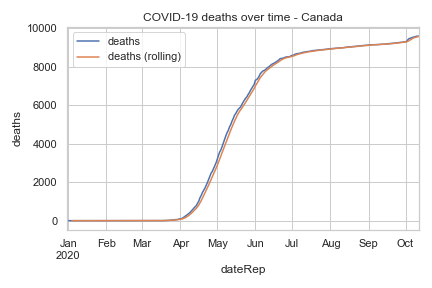 COVID-19 deaths over time - Canada
deaths
deaths (rolling)
deaths
10000
8000
6000
4000
2000
0
Jan Feb Mar Apr May Jun Jul Aug Sep Oct
2020
dateRep